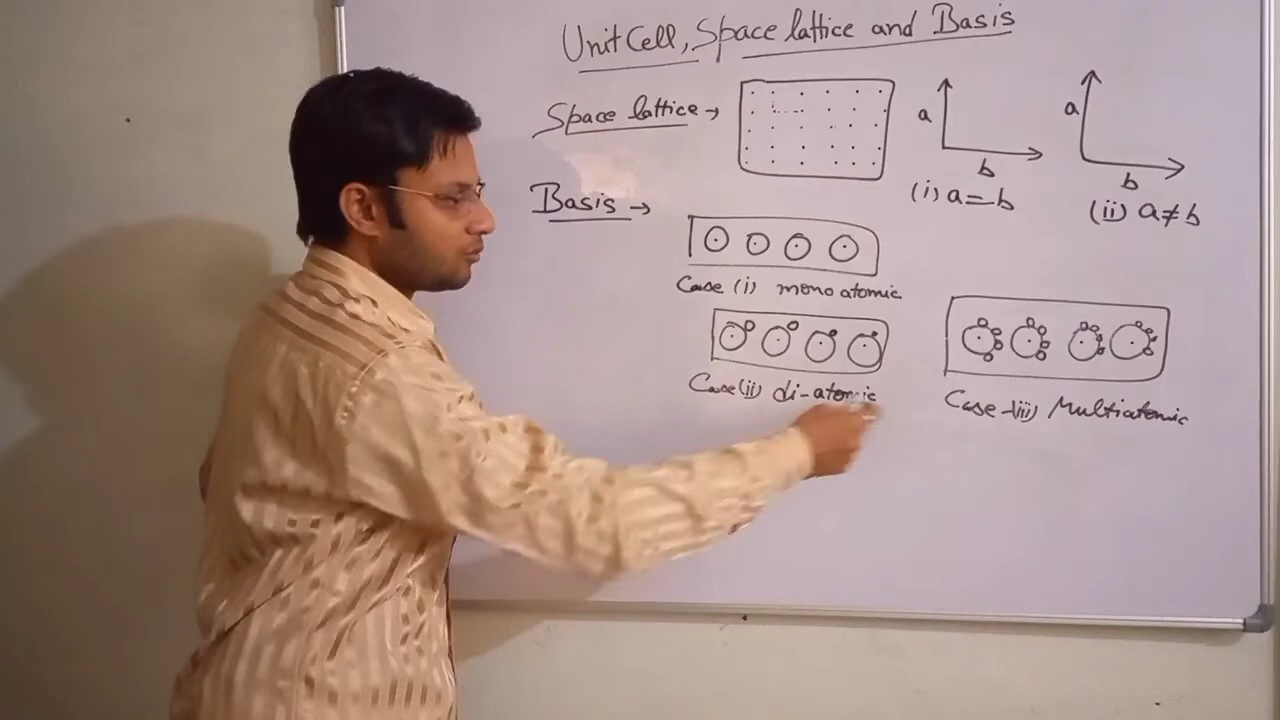 Unit Cell, Space lattice and Basis
Space lattice →
a
b
(i) a = b
a
b
(ii) a ≠ b
Basis →
Case (i) mono atomic
Case (ii) di-atomic
Case -(iii) Multiatomic